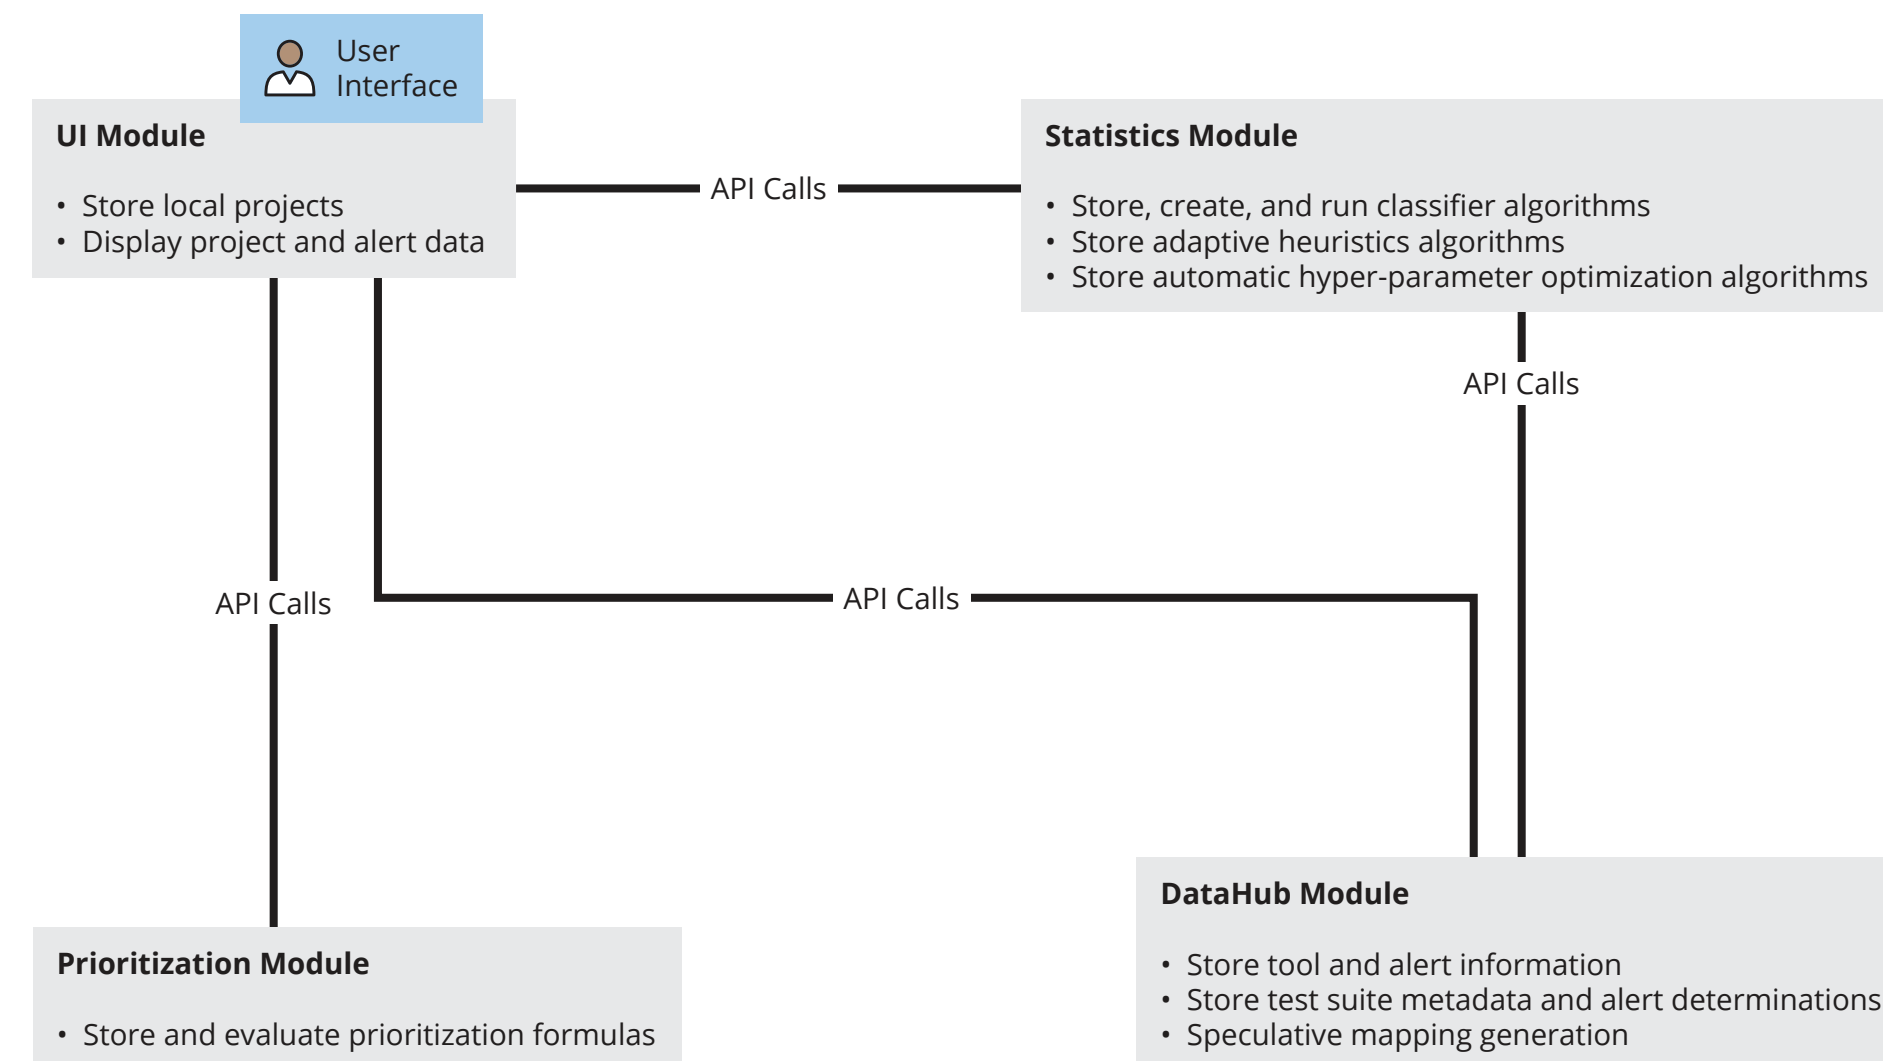 User
Interface
UI Module
• Store local projects
• Display project and alert data
API Calls
Statistics Module
• Store, create, and run classifier algorithms
• Store adaptive heuristics algorithms
• Store automatic hyper-parameter optimization algorithms
API Calls
API Calls
API Calls
Prioritization Module
• Store and evaluate prioritization formulas
DataHub Module
• Store tool and alert information
• Store test suite metadata and alert determinations
• Speculative mapping generation